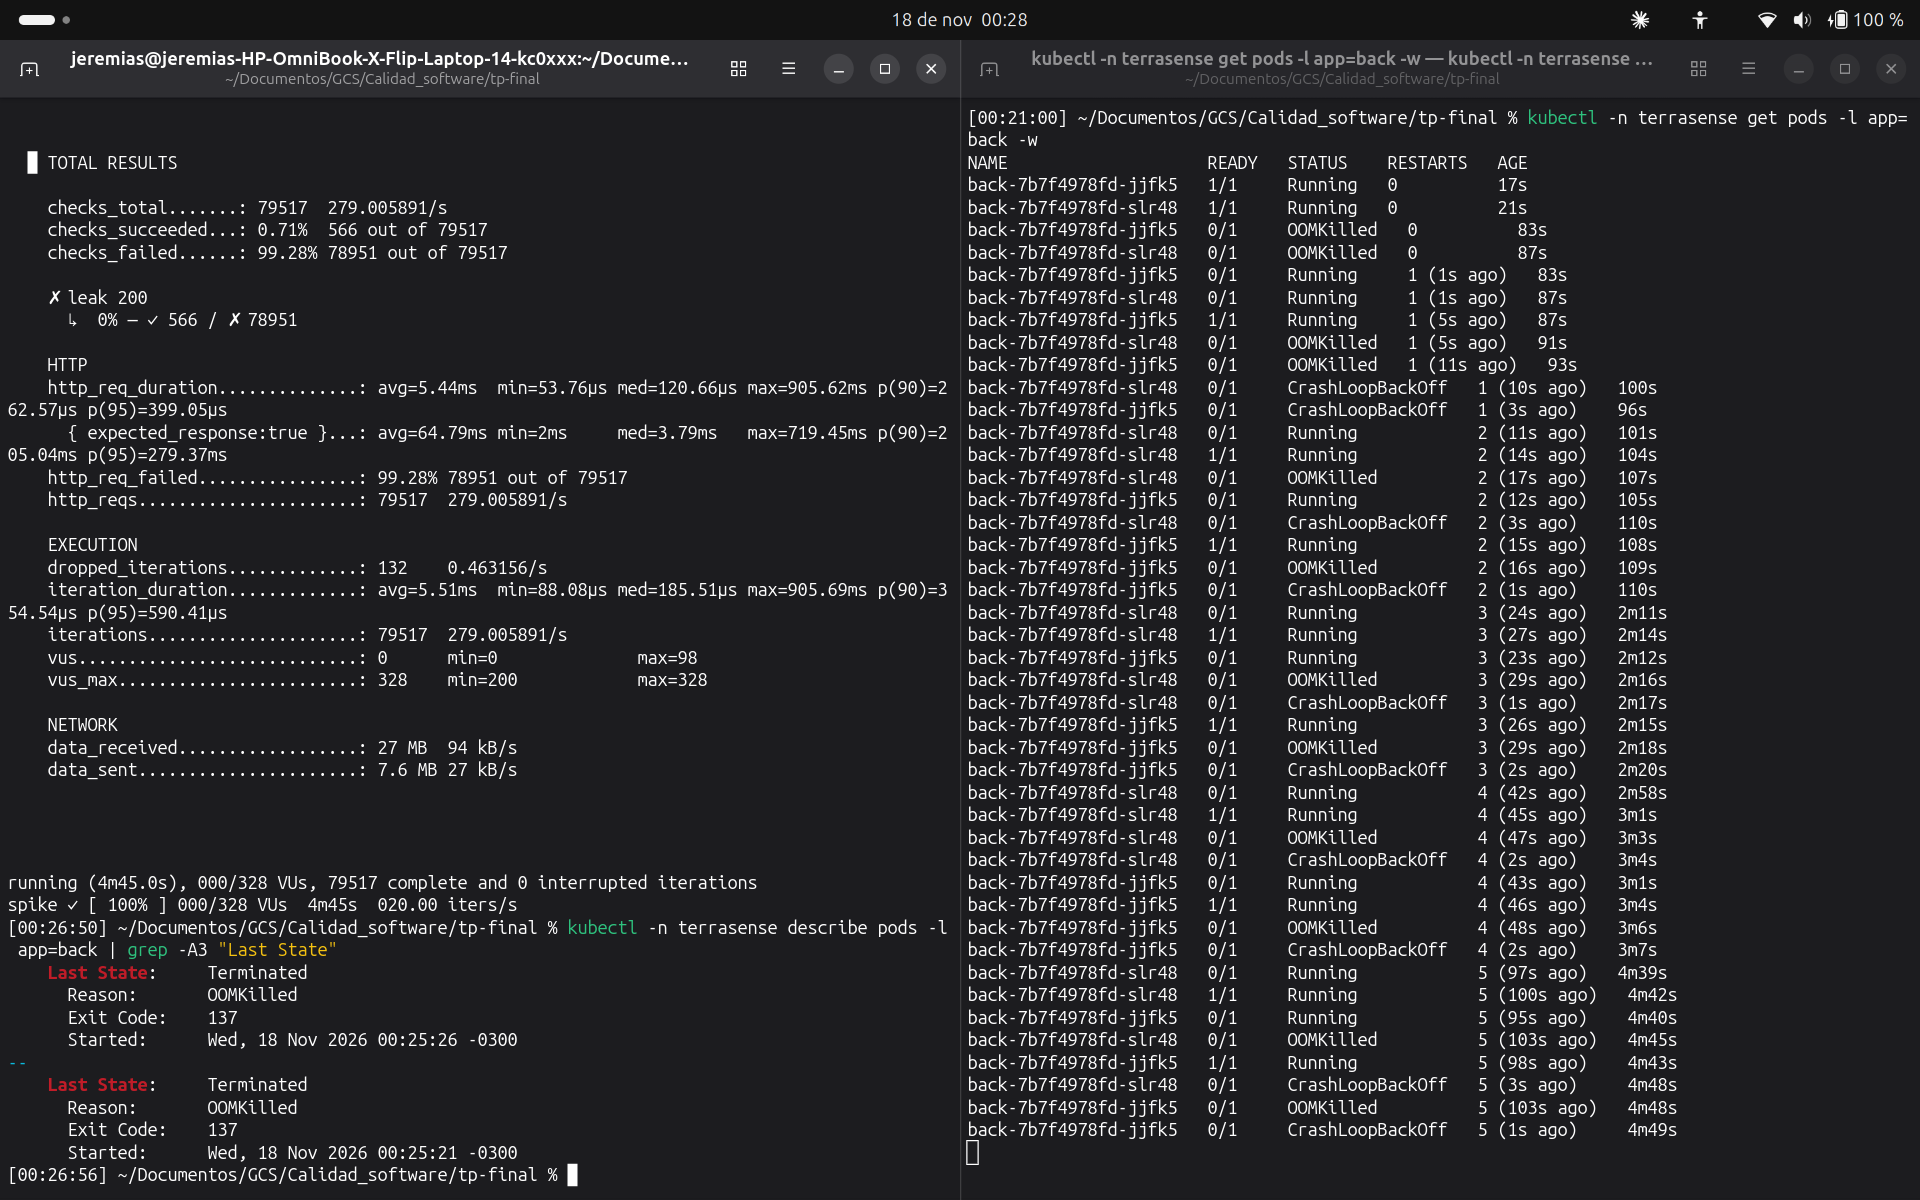 18 de nov 00:28
100 %
jeremias@jeremias-HP-OmniBook-X-Flip-Laptop-14-kc0xxx:~/Docume...
~/Documentos/GCS/Calidad_software/tp-final
TOTAL RESULTS
checks_total.......: 79517 279.005891/s
checks_succeeded...: 0.71% 566 out of 79517
checks_failed......: 99.28% 78951 out of 79517
✗ leak 200
↳ 0% — ✓ 566 / ✗ 78951
HTTP
http_req_duration..............: avg=5.44ms min=53.76µs med=120.66µs max=905.62ms p(90)=2
62.57µs p(95)=399.05µs
{ expected_response:true }...: avg=64.79ms min=2ms med=3.79ms max=719.45ms p(90)=2
05.04ms p(95)=279.37ms
http_req_failed................: 99.28% 78951 out of 79517
http_reqs......................: 79517 279.005891/s
EXECUTION
dropped_iterations.............: 132 0.463156/s
iteration_duration.............: avg=5.51ms min=88.08µs med=185.51µs max=905.69ms p(90)=3
54.54µs p(95)=590.41µs
iterations.....................: 79517 279.005891/s
vus............................: 0 min=0 max=98
vus_max........................: 328 min=200 max=328
NETWORK
data_received..................: 27 MB 94 kB/s
data_sent......................: 7.6 MB 27 kB/s
running (4m45.0s), 000/328 VUs, 79517 complete and 0 interrupted iterations
spike ✓ [ 100% ] 000/328 VUs 4m45s 020.00 iters/s
[00:26:50] ~/Documentos/GCS/Calidad_software/tp-final % kubectl -n terrasense describe pods -l
app=back | grep -A3 "Last State"
Last State: Terminated
Reason: OOMKilled
Exit Code: 137
Started: Wed, 18 Nov 2026 00:25:26 -0300
--
Last State: Terminated
Reason: OOMKilled
Exit Code: 137
Started: Wed, 18 Nov 2026 00:25:21 -0300
[00:26:56] ~/Documentos/GCS/Calidad_software/tp-final %
kubectl -n terrasense get pods -l app=back -w — kubectl -n terrasense ...
~/Documentos/GCS/Calidad_software/tp-final
[00:21:00] ~/Documentos/GCS/Calidad_software/tp-final % kubectl -n terrasense get pods -l app=
back -w
NAME READY STATUS RESTARTS AGE
back-7b7f4978fd-jjfk5 1/1 Running 0 17s
back-7b7f4978fd-slr48 1/1 Running 0 21s
back-7b7f4978fd-jjfk5 0/1 OOMKilled 0 83s
back-7b7f4978fd-slr48 0/1 OOMKilled 0 87s
back-7b7f4978fd-jjfk5 0/1 Running 1 (1s ago) 83s
back-7b7f4978fd-slr48 0/1 Running 1 (1s ago) 87s
back-7b7f4978fd-jjfk5 1/1 Running 1 (5s ago) 87s
back-7b7f4978fd-slr48 0/1 OOMKilled 1 (5s ago) 91s
back-7b7f4978fd-jjfk5 0/1 OOMKilled 1 (11s ago) 93s
back-7b7f4978fd-slr48 0/1 CrashLoopBackOff 1 (10s ago) 100s
back-7b7f4978fd-jjfk5 0/1 CrashLoopBackOff 1 (3s ago) 96s
back-7b7f4978fd-slr48 0/1 Running 2 (11s ago) 101s
back-7b7f4978fd-slr48 1/1 Running 2 (14s ago) 104s
back-7b7f4978fd-slr48 0/1 OOMKilled 2 (17s ago) 107s
back-7b7f4978fd-jjfk5 0/1 Running 2 (12s ago) 105s
back-7b7f4978fd-slr48 0/1 CrashLoopBackOff 2 (3s ago) 110s
back-7b7f4978fd-jjfk5 1/1 Running 2 (15s ago) 108s
back-7b7f4978fd-jjfk5 0/1 OOMKilled 2 (16s ago) 109s
back-7b7f4978fd-jjfk5 0/1 CrashLoopBackOff 2 (1s ago) 110s
back-7b7f4978fd-slr48 0/1 Running 3 (24s ago) 2m11s
back-7b7f4978fd-slr48 1/1 Running 3 (27s ago) 2m14s
back-7b7f4978fd-jjfk5 0/1 Running 3 (23s ago) 2m12s
back-7b7f4978fd-slr48 0/1 OOMKilled 3 (29s ago) 2m16s
back-7b7f4978fd-slr48 0/1 CrashLoopBackOff 3 (1s ago) 2m17s
back-7b7f4978fd-jjfk5 1/1 Running 3 (26s ago) 2m15s
back-7b7f4978fd-jjfk5 0/1 OOMKilled 3 (29s ago) 2m18s
back-7b7f4978fd-jjfk5 0/1 CrashLoopBackOff 3 (2s ago) 2m20s
back-7b7f4978fd-slr48 0/1 Running 4 (42s ago) 2m58s
back-7b7f4978fd-slr48 1/1 Running 4 (45s ago) 3m1s
back-7b7f4978fd-slr48 0/1 OOMKilled 4 (47s ago) 3m3s
back-7b7f4978fd-slr48 0/1 CrashLoopBackOff 4 (2s ago) 3m4s
back-7b7f4978fd-jjfk5 0/1 Running 4 (43s ago) 3m1s
back-7b7f4978fd-jjfk5 1/1 Running 4 (46s ago) 3m4s
back-7b7f4978fd-jjfk5 0/1 OOMKilled 4 (48s ago) 3m6s
back-7b7f4978fd-jjfk5 0/1 CrashLoopBackOff 4 (2s ago) 3m7s
back-7b7f4978fd-slr48 0/1 Running 5 (97s ago) 4m39s
back-7b7f4978fd-slr48 1/1 Running 5 (100s ago) 4m42s
back-7b7f4978fd-jjfk5 0/1 Running 5 (95s ago) 4m40s
back-7b7f4978fd-slr48 0/1 OOMKilled 5 (103s ago) 4m45s
back-7b7f4978fd-jjfk5 1/1 Running 5 (98s ago) 4m43s
back-7b7f4978fd-slr48 0/1 CrashLoopBackOff 5 (3s ago) 4m48s
back-7b7f4978fd-jjfk5 0/1 OOMKilled 5 (103s ago) 4m48s
back-7b7f4978fd-jjfk5 0/1 CrashLoopBackOff 5 (1s ago) 4m49s